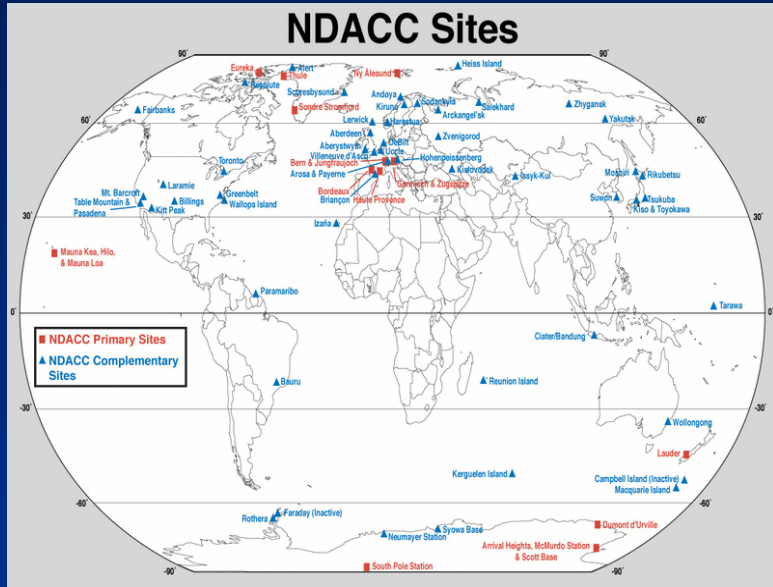 NDACC Sites
90°
90°
Eureka
Alert
Thule
Resolute
Ny Alesund
Heiss Island
Scoresbysund
Andoya
Sodankyla
Salekhard
Zhygansk
Fairbanks
Sondre Stromfjord
Kiruna
Arckangel'sk
Yakutsk
60°
60°
Lerwick
Harestua
Aberdeen
Zvenigorod
DeBilt
Aberystwyth
Uccle
Villeneuve d'Ascq
Hohenpeissenberg
Toronto
Bern & Jungfraujoch
Arosa & Payerne
Kislovodsk
Issyk-Kul
Moshiri
Rikubetsu
Laramie
Garmisch & Zugspitze
Mt. Barcroft
Greenbelt
Bordeaux
Haute Provence
Suwon
Tsukuba
Table Mountain &
Pasadena
Billings
Wallops Island
Briançon
Kiso & Toyokawa
Kitt Peak
30°
30°
Izaña
Mauna Kea, Hilo,
& Mauna Loa
Paramaribo
Tarawa
0°
0°
Ciater/Bandung
NDACC Primary Sites
NDACC Complementary
Sites
Bauru
Reunion Island
-30°
-30°
Wollongong
Lauder
Kerguelen Island
Campbell Island (Inactive)
Macquarie Island
-60°
-60°
Faraday (Inactive)
Rothera
Syowa Base
Dumont d'Urville
Neumayer Station
Arrival Heights, McMurdo Station
& Scott Base
South Pole Station
-90°
-90°